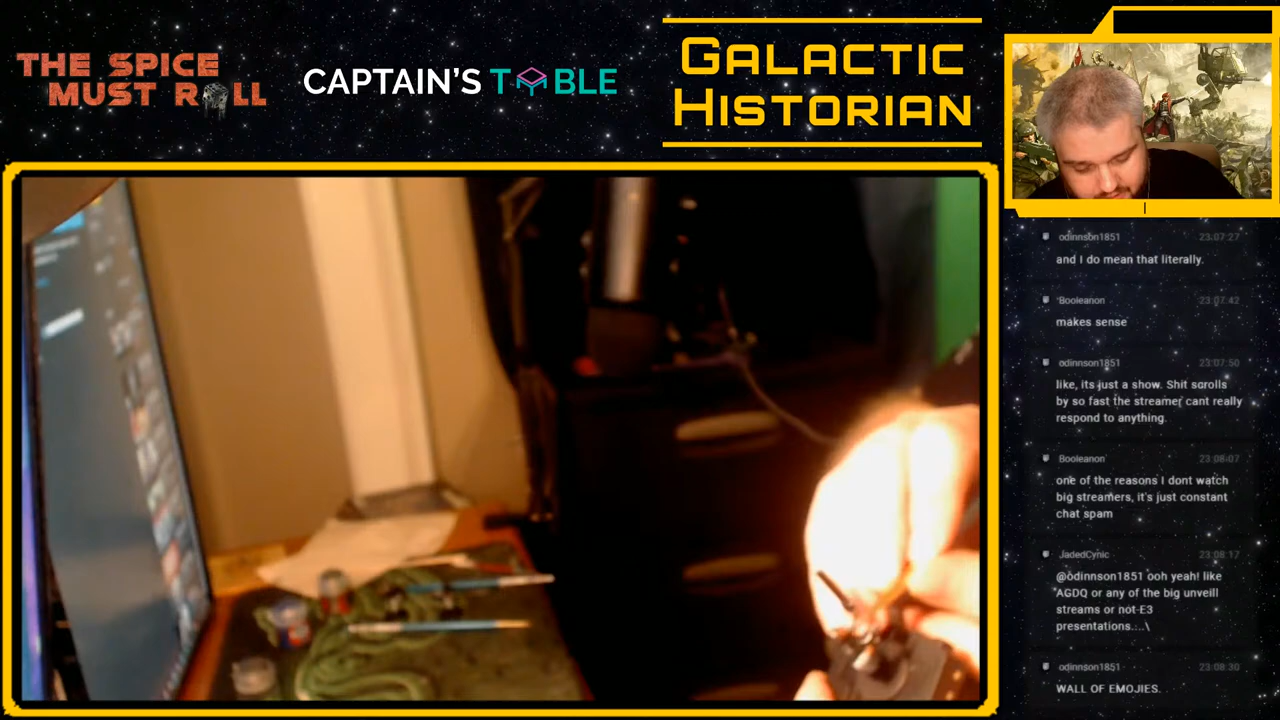 THE SPICE
MUST ROLL
CAPTAIN'S TABLE
GALACTIC
HISTORIAN
odinnson1851 23:07:27
and I do mean that literally.
Booleanon 23:07:42
makes sense
odinnson1851 23:07:50
like, its just a show. Shit scrolls
by so fast the streamer cant really
respond to anything.
Booleanon 23:08:07
one of the reasons I dont watch
big streamers, it's just constant
chat spam
JadedCynic 23:08:17
@odinnson1851 ooh yeah! like
AGDQ or any of the big unveill
streams or not-E3
presentations....\
odinnson1851 23:08:30
WALL OF EMOJIES.